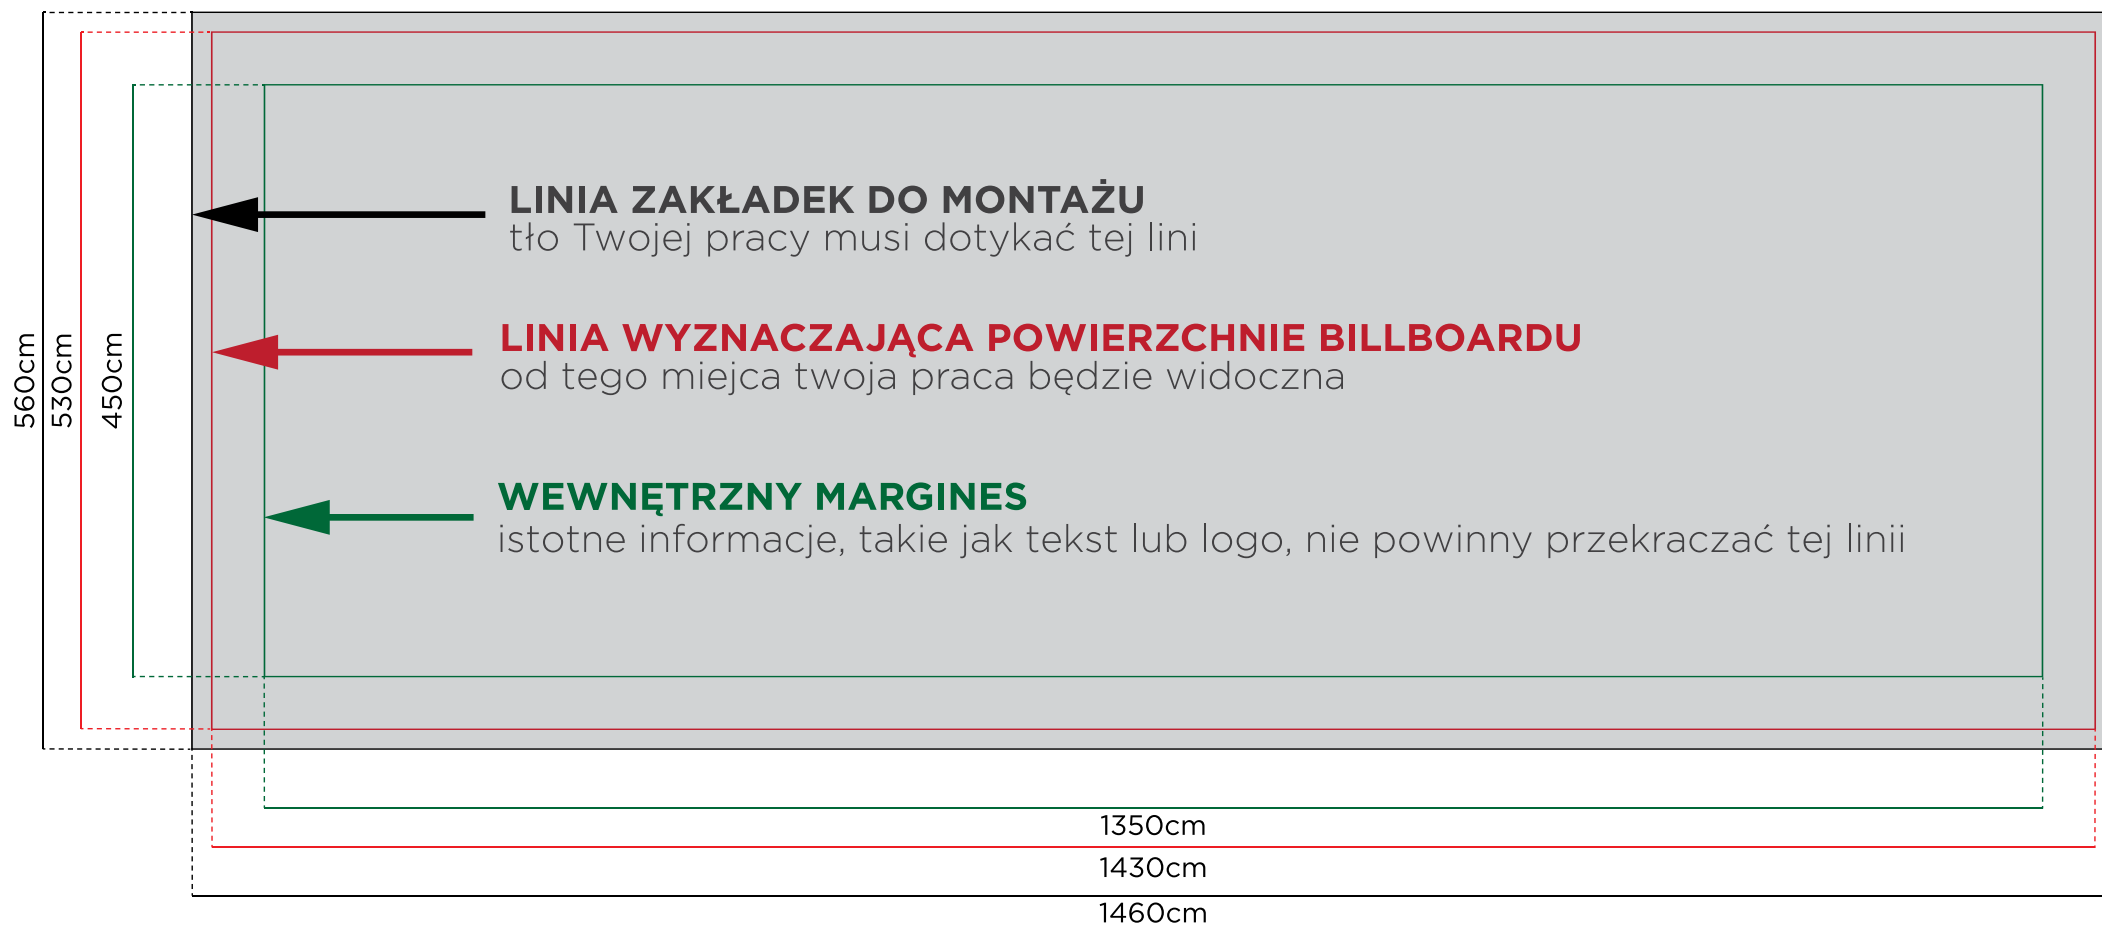 LINIA ZAKŁADEK DO MONTAŻU
tło Twojej pracy musi dotykać tej lini
LINIA WYZNACZAJĄCA POWIERZCHNIE BILLBOARDU
od tego miejca twoja praca będzie widoczna
WEWNĘTRZNY MARGINES
istotne informacje, takie jak tekst lub logo, nie powinny przekraczać tej linii
560cm
530cm
450cm
1350cm
1430cm
1460cm